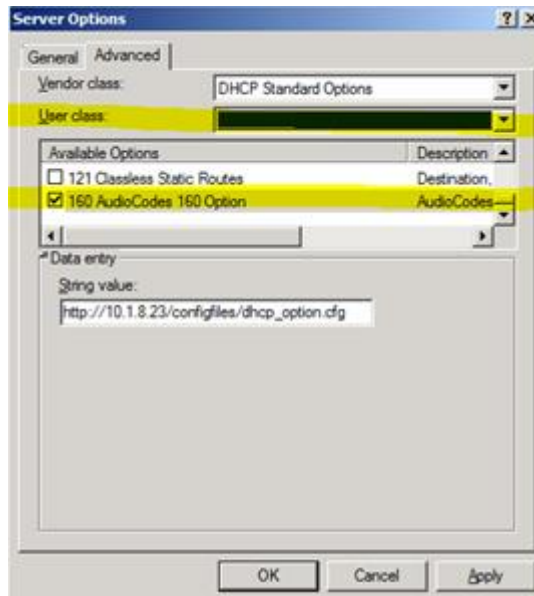 Server Options
General Advanced
Vendor class: DHCP Standard Options
User class:
Available Options Description
121 Classless Static Routes Destination,
160 AudioCodes 160 Option AudioCodes
Data entry
String value:
http://10.1.8.23/configfiles/dhcp_option.cfg
OK Cancel Apply